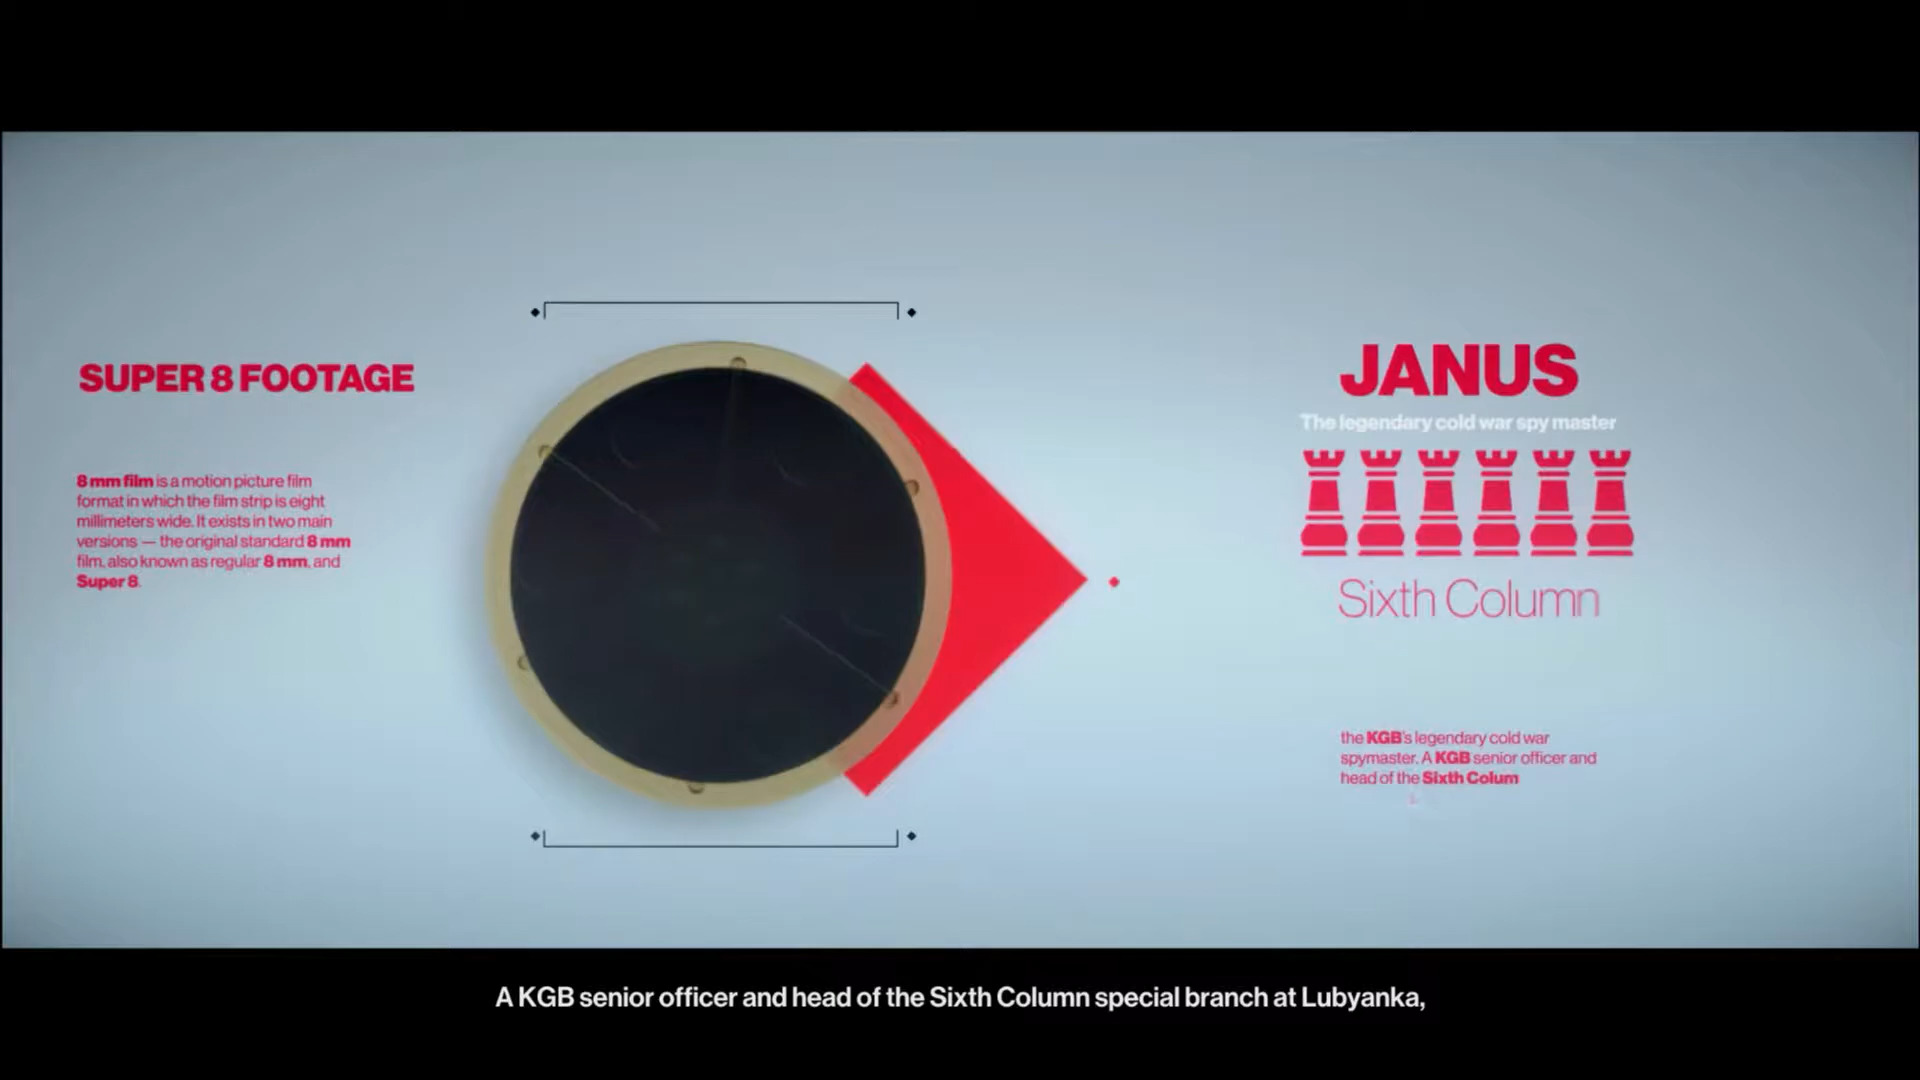 SUPER 8 FOOTAGE
8 mm film is a motion picture film
format in which the film strip is eight
millimeters wide. It exists in two main
versions — the original standard 8 mm
film, also known as regular 8 mm, and
Super 8.
JANUS
The legendary cold war spy master
Sixth Column
the KGB's legendary cold war
spymaster. A KGB senior officer and
head of the Sixth Colum
A KGB senior officer and head of the Sixth Column special branch at Lubyanka,